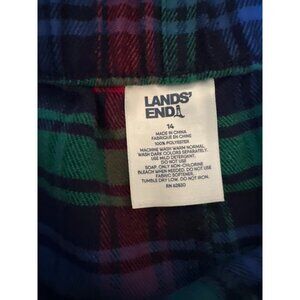 LANDS'
END
14
MADE IN CHINA
FABRIQUÉ EN CHINE
100% POLYESTER
MACHINE WASH WARM NORMAL.
WASH DARK COLORS SEPARATELY.
USE MILD DETERGENT.
DO NOT
SOAP. ONLY NON-CHLORINE
BLEACH WHEN NEEDED. DO NOT USE
FABRIC SOFTENER.
TUMBLE DRY LOW. DO NOT IRON.
RN 62830